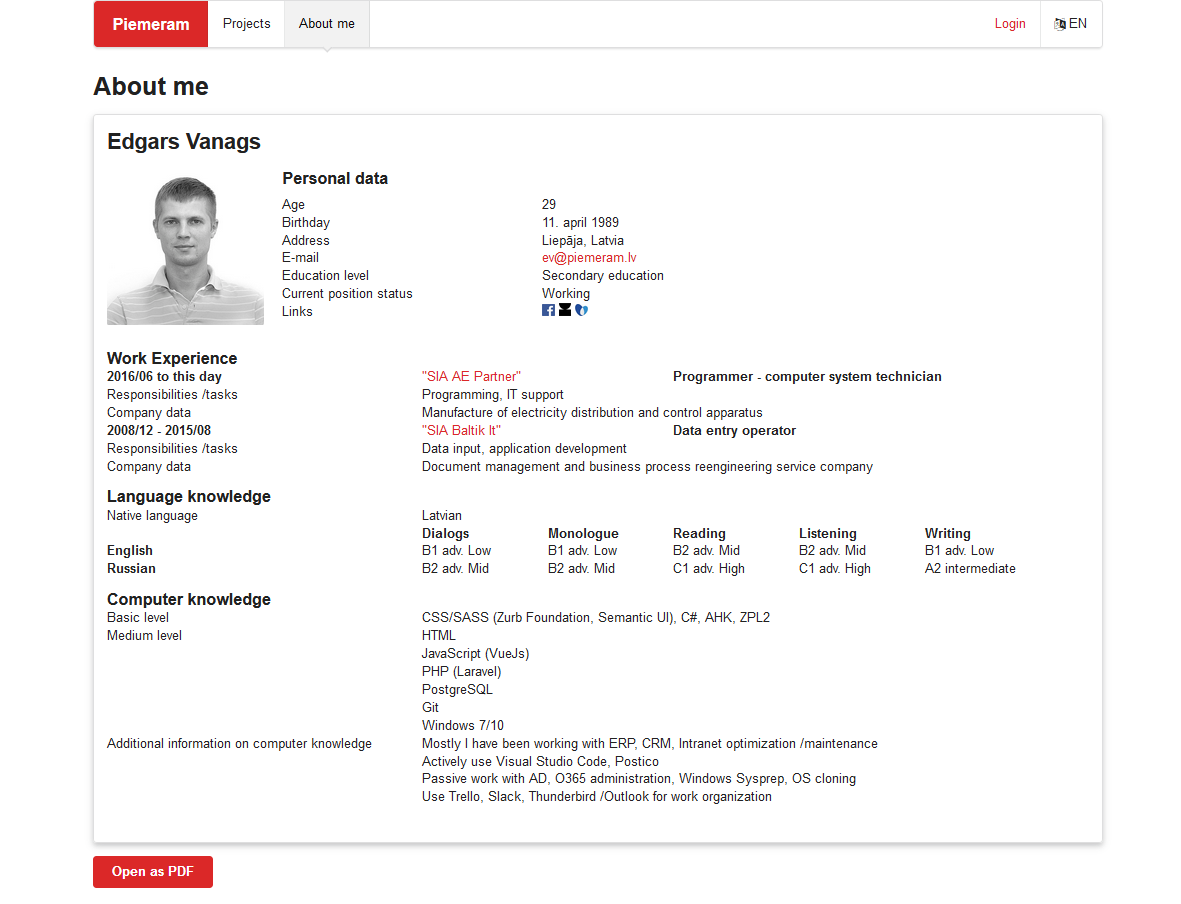 Piemeram Projects About me Login EN
About me
Edgars Vanags
Personal data
Age 29
Birthday 11. april 1989
Address Liepāja, Latvia
E-mail ev@piemeram.lv
Education level Secondary education
Current position status Working
Links
Work Experience
2016/06 to this day "SIA AE Partner" Programmer - computer system technician
Responsibilities /tasks Programming, IT support
Company data Manufacture of electricity distribution and control apparatus
2008/12 - 2015/08 "SIA Baltik It" Data entry operator
Responsibilities /tasks Data input, application development
Company data Document management and business process reengineering service company
Language knowledge
Native language Latvian
Dialogs Monologue Reading Listening Writing
English B1 adv. Low B1 adv. Low B2 adv. Mid B2 adv. Mid B1 adv. Low
Russian B2 adv. Mid B2 adv. Mid C1 adv. High C1 adv. High A2 intermediate
Computer knowledge
Basic level CSS/SASS (Zurb Foundation, Semantic UI), C#, AHK, ZPL2
Medium level HTML
JavaScript (VueJs)
PHP (Laravel)
PostgreSQL
Git
Windows 7/10
Additional information on computer knowledge Mostly I have been working with ERP, CRM, Intranet optimization /maintenance
Actively use Visual Studio Code, Postico
Passive work with AD, O365 administration, Windows Sysprep, OS cloning
Use Trello, Slack, Thunderbird /Outlook for work organization
Open as PDF